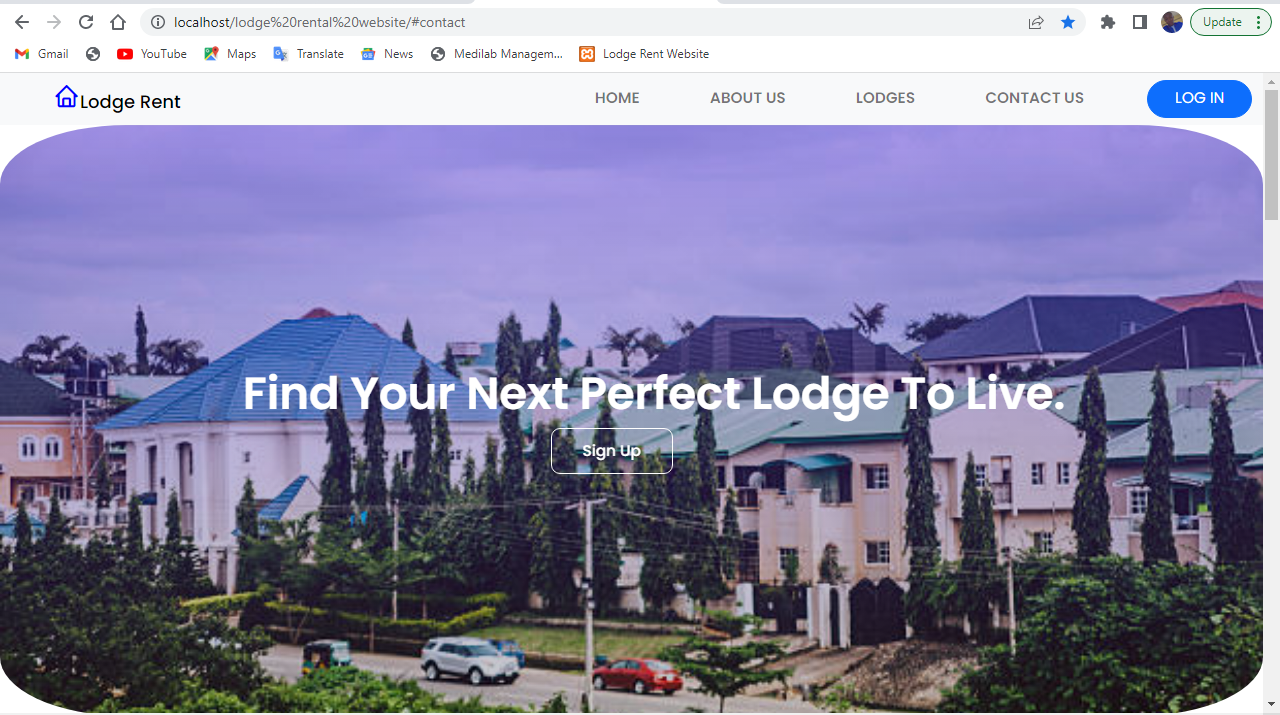 localhost/lodge%20rental%20website/#contact
Update
Gmail
YouTube
Maps
Translate
News
Medilab Managem...
Lodge Rent Website
Lodge Rent
HOME
ABOUT US
LODGES
CONTACT US
LOG IN
Find Your Next Perfect Lodge To Live.
Sign Up